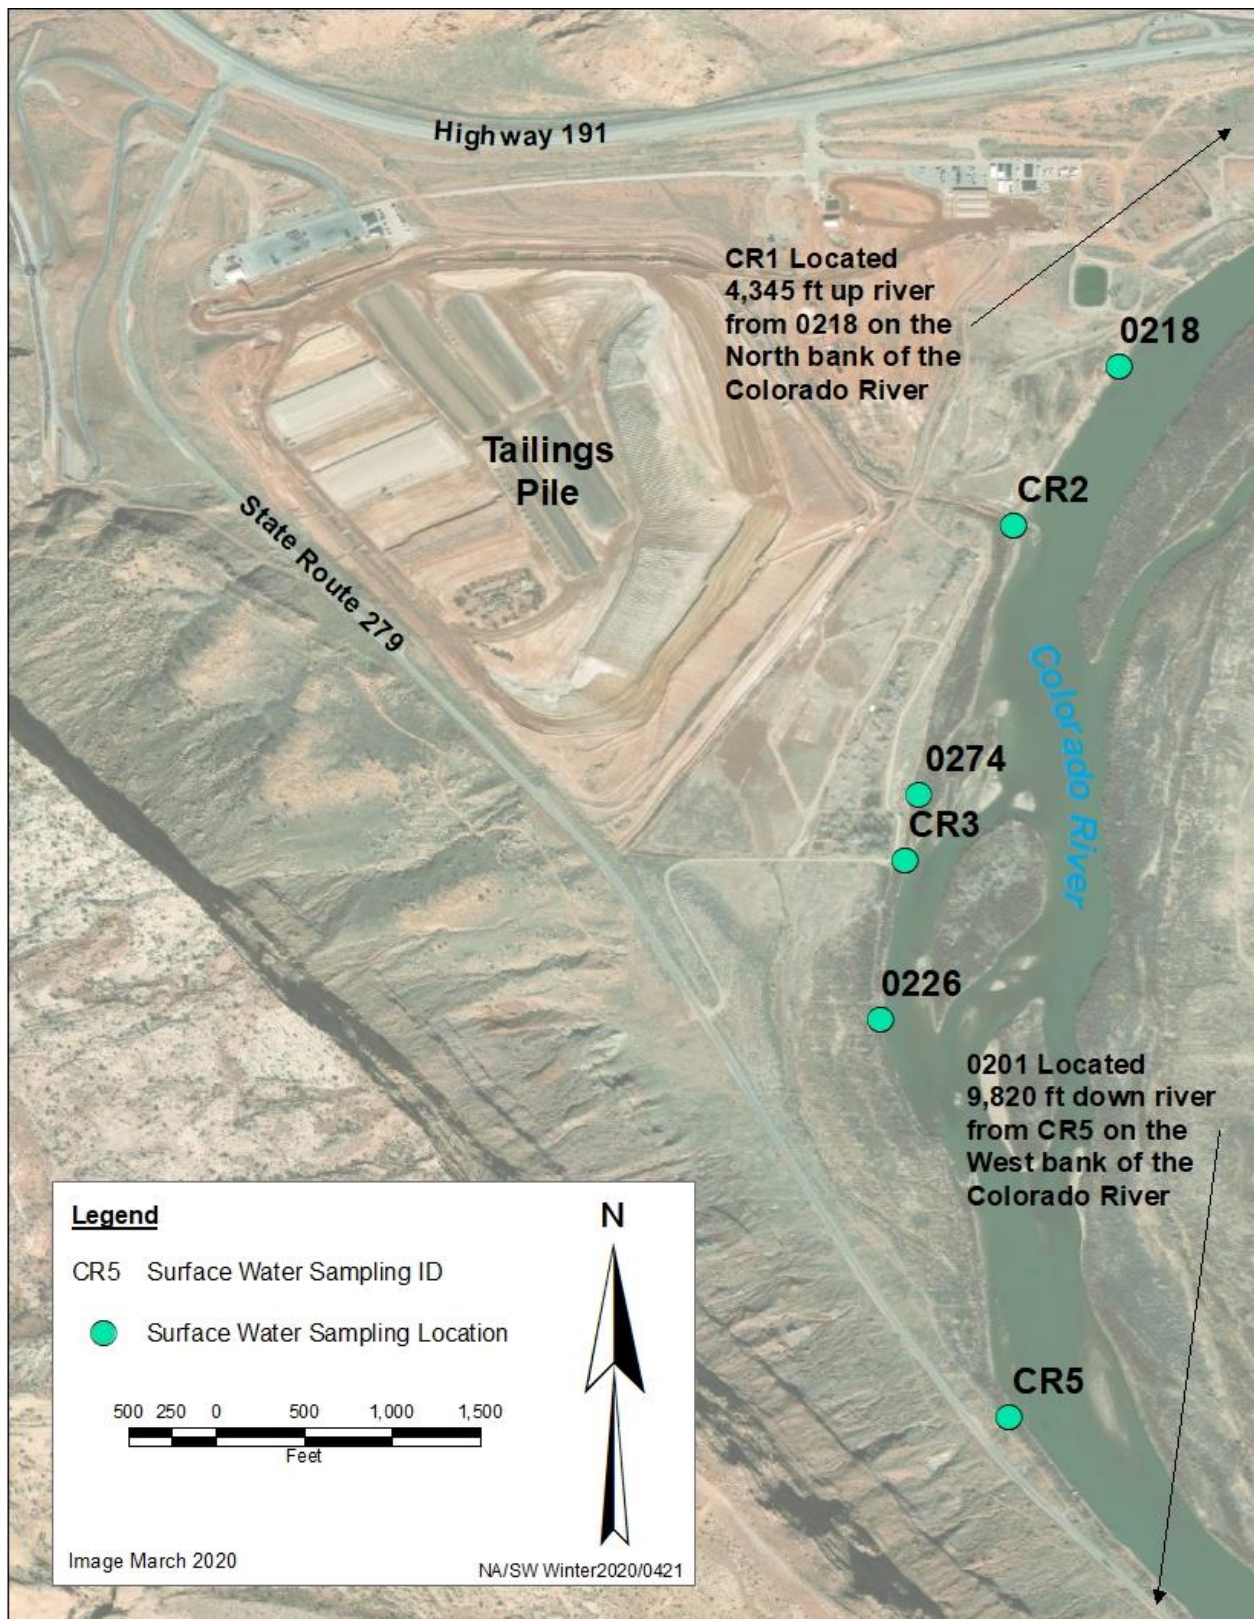 Highway 191
CR1 Located
4,345 ft up river
from 0218 on the
North bank of the
Colorado River
0218
Tailings
Pile
CR2
State Route 279
Colorado River
0274
CR3
0226
0201 Located
9,820 ft down river
from CR5 on the
West bank of the
Colorado River
CR5
Legend
N
CR5 Surface Water Sampling ID
Surface Water Sampling Location
500 250 0 500 1,000 1,500
Feet
Image March 2020
NA/SW Winter2020/0421